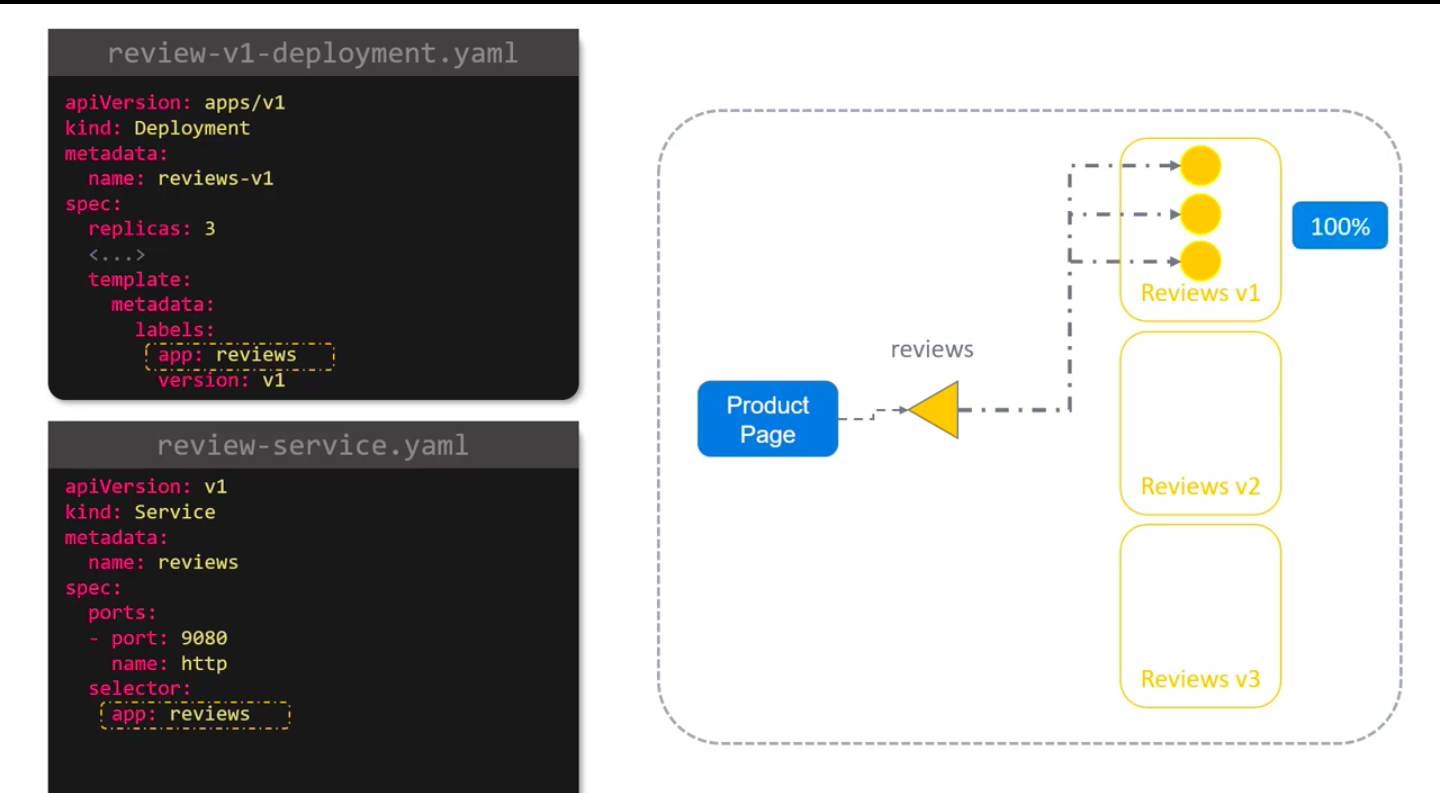 review-v1-deployment.yaml
apiVersion: apps/v1
kind: Deployment
metadata:
  name: reviews-v1
spec:
  replicas: 3
  <...>
  template:
    metadata:
      labels:
        app: reviews
        version: v1
review-service.yaml
apiVersion: v1
kind: Service
metadata:
  name: reviews
spec:
  ports:
  - port: 9080
    name: http
  selector:
    app: reviews
100%
Reviews v1
reviews
Product
Page
Reviews v2
Reviews v3